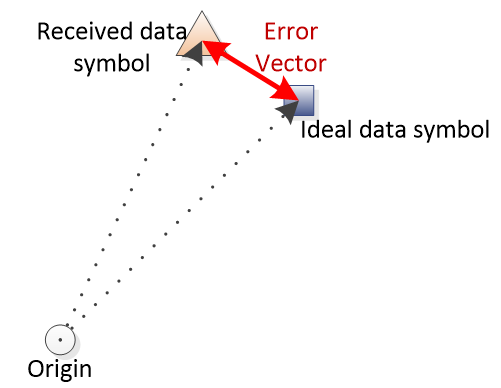 Received data
symbol
Error
Vector
Ideal data symbol
Origin